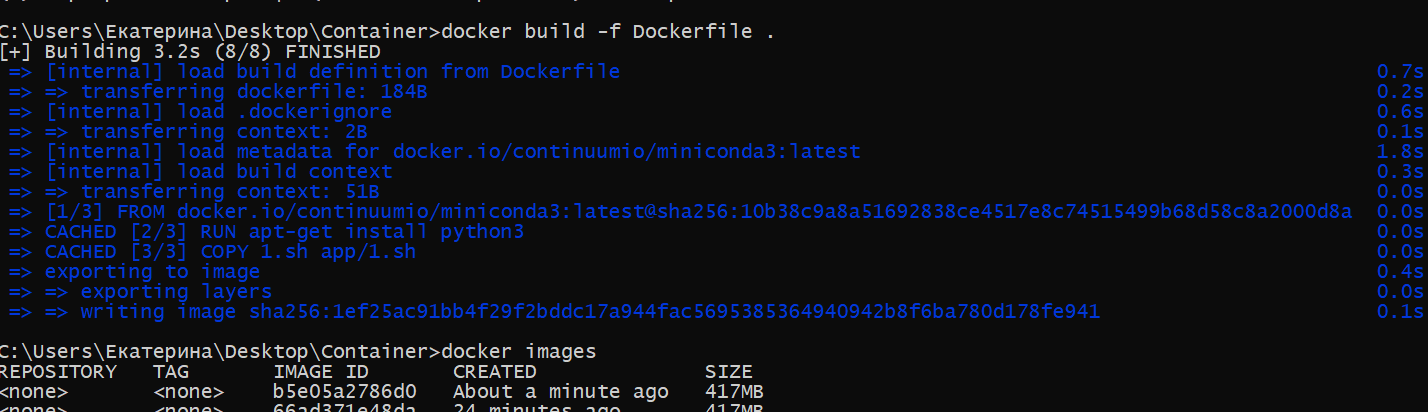 C:\Users\Екатерина\Desktop\Container>docker build -f Dockerfile .
[+] Building 3.2s (8/8) FINISHED
=> [internal] load build definition from Dockerfile 0.7s
=> => transferring dockerfile: 184B 0.2s
=> [internal] load .dockerignore 0.6s
=> => transferring context: 2B 0.1s
=> [internal] load metadata for docker.io/continuumio/miniconda3:latest 1.8s
=> [internal] load build context 0.3s
=> => transferring context: 51B 0.0s
=> [1/3] FROM docker.io/continuumio/miniconda3:latest@sha256:10b38c9a8a51692838ce4517e8c74515499b68d58c8a2000d8a 0.0s
=> CACHED [2/3] RUN apt-get install python3 0.0s
=> CACHED [3/3] COPY 1.sh app/1.sh 0.0s
=> exporting to image 0.4s
=> => exporting layers 0.0s
=> => writing image sha256:1ef25ac91bb4f29f2bddc17a944fac5695385364940942b8f6ba780d178fe941 0.1s
C:\Users\Екатерина\Desktop\Container>docker images
REPOSITORY TAG IMAGE ID CREATED SIZE
<none> <none> b5e05a2786d0 About a minute ago 417MB
<none> <none> 66ad371e48da 24 minutes ago 417MB